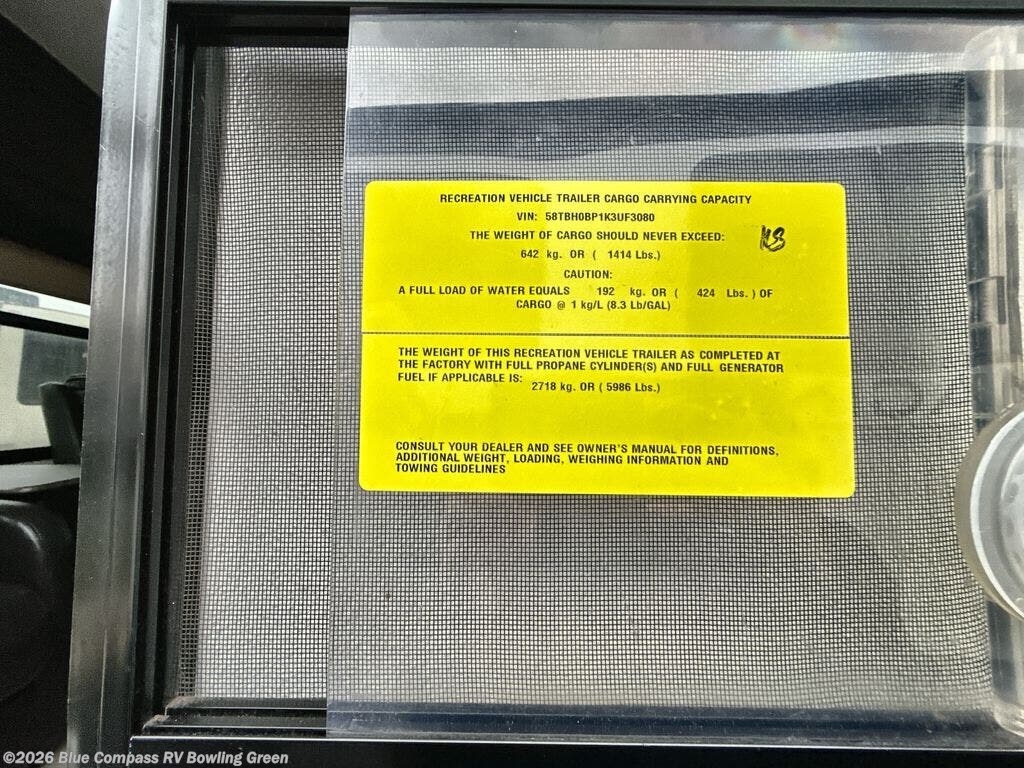 RECREATION VEHICLE TRAILER CARGO CARRYING CAPACITY
VIN: 58TBH0BP1K3UF3080
THE WEIGHT OF CARGO SHOULD NEVER EXCEED:
642 kg. OR ( 1414 Lbs.)
CAUTION:
A FULL LOAD OF WATER EQUALS 192 kg. OR ( 424 Lbs. ) OF
CARGO @ 1 kg/L (8.3 Lb/GAL)
THE WEIGHT OF THIS RECREATION VEHICLE TRAILER AS COMPLETED AT
THE FACTORY WITH FULL PROPANE CYLINDER(S) AND FULL GENERATOR
FUEL IF APPLICABLE IS: 2718 kg. OR ( 5986 Lbs.)
CONSULT YOUR DEALER AND SEE OWNER'S MANUAL FOR DEFINITIONS,
ADDITIONAL WEIGHT, LOADING, WEIGHING INFORMATION AND
TOWING GUIDELINES
©2026 Blue Compass RV Bowling Green